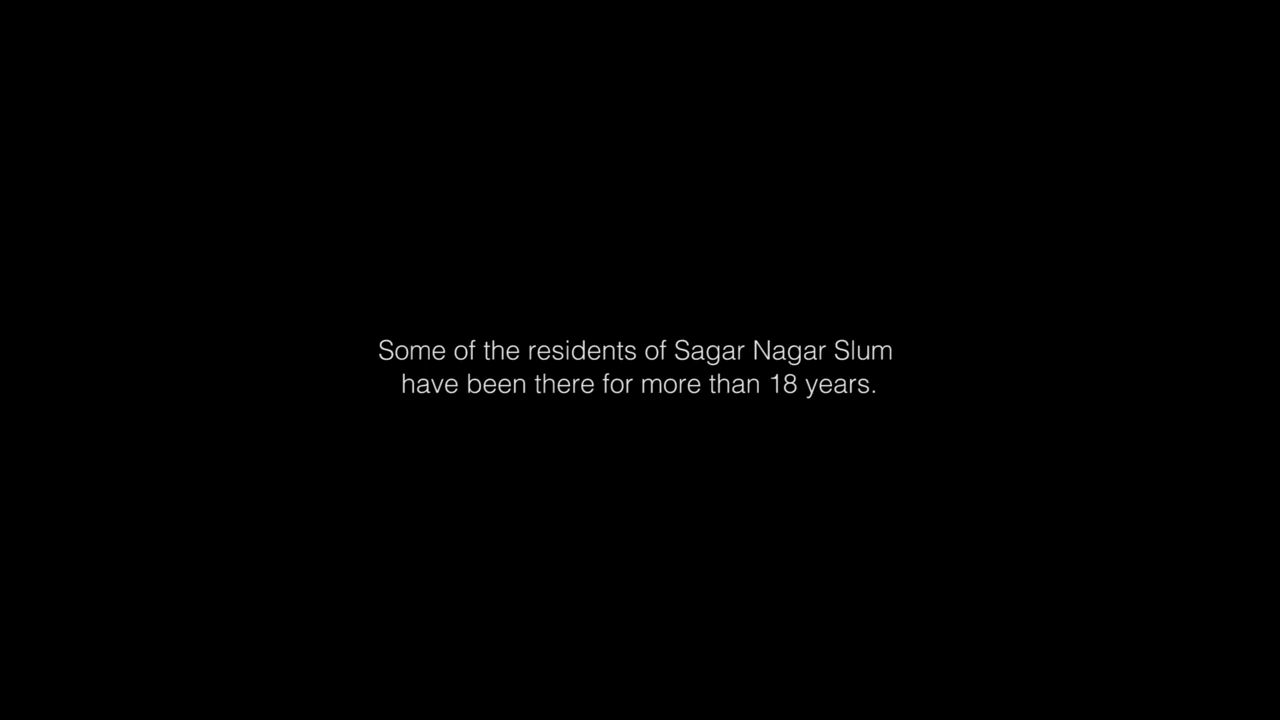 Some of the residents of Sagar Nagar Slum
have been there for more than 18 years.